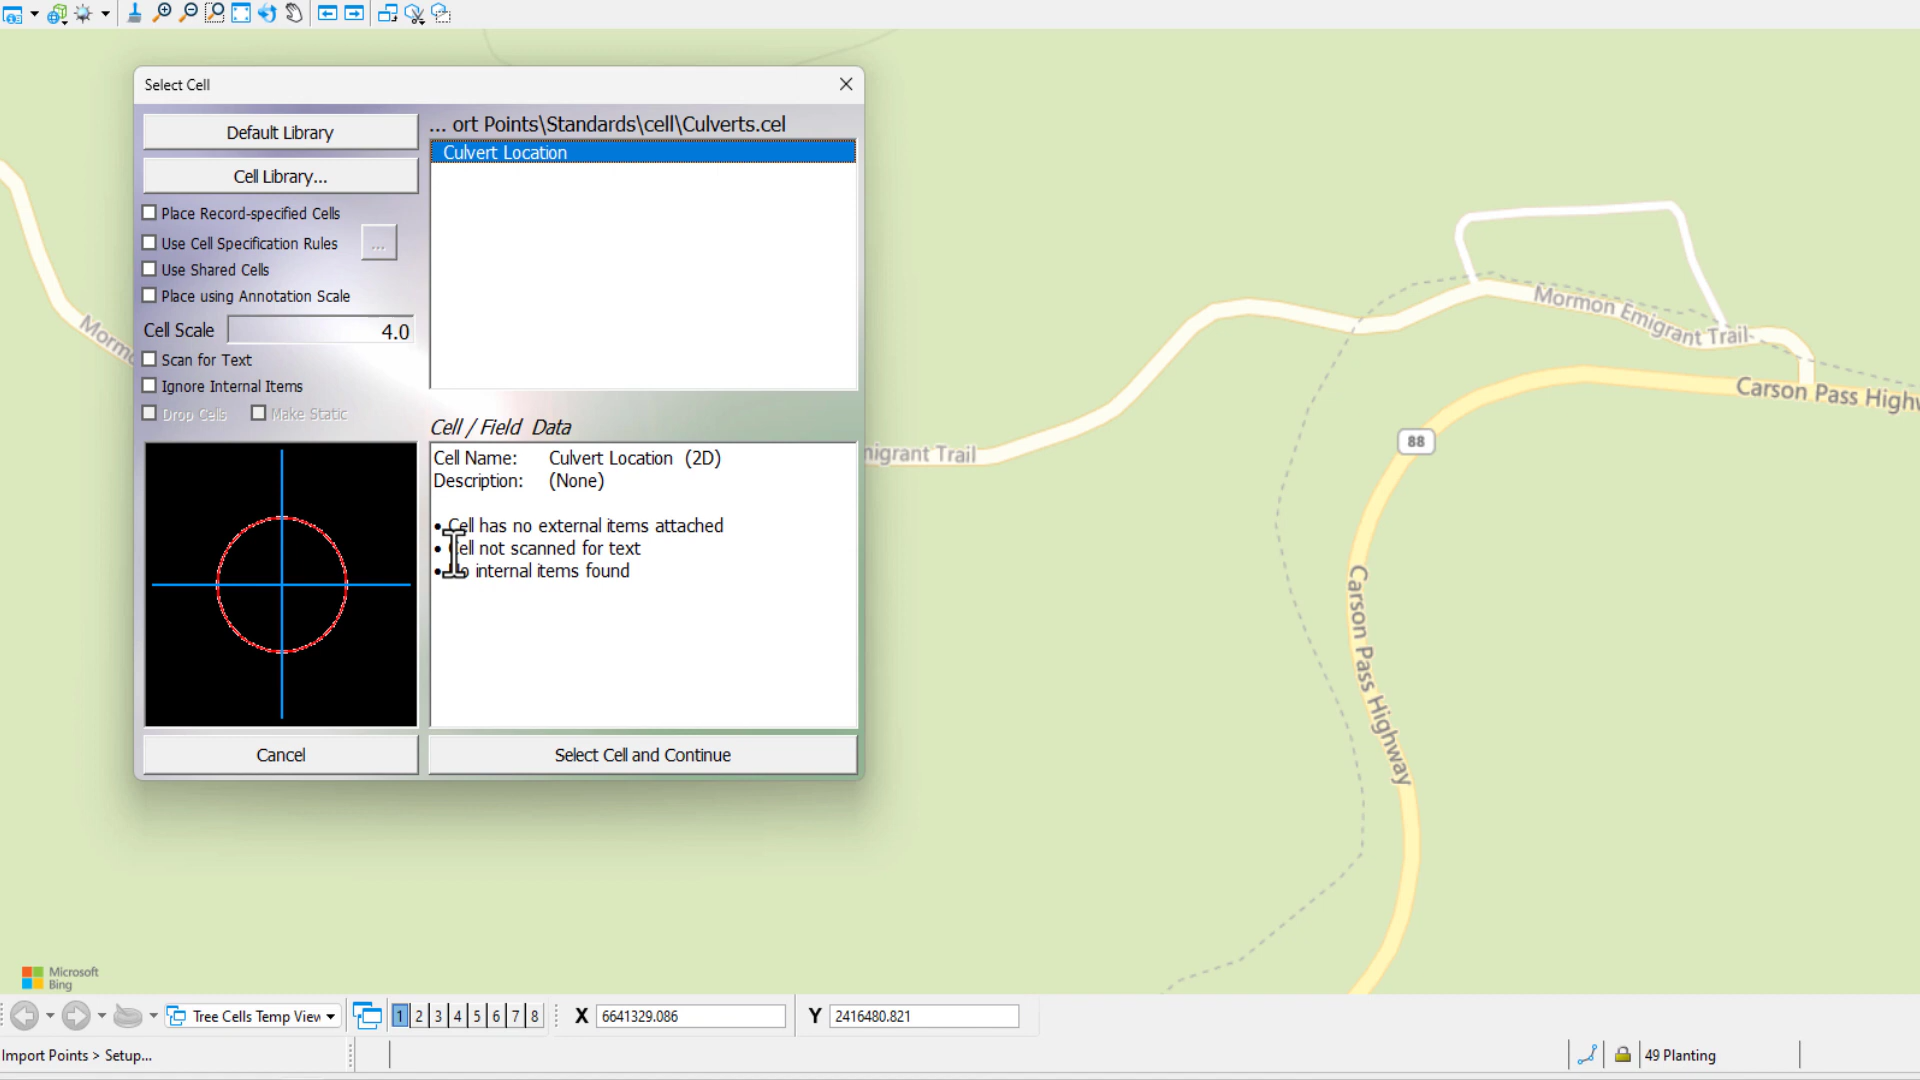 Select Cell
Default Library
... ort Points\Standards\cell\Culverts.cel
Culvert Location
Cell Library...
Place Record-specified Cells
Use Cell Specification Rules
...
Use Shared Cells
Place using Annotation Scale
Cell Scale 4.0
Scan for Text
Ignore Internal Items
Drop Cells
Make Static
Cell / Field Data
Cell Name: Culvert Location (2D)
Description: (None)
• Cell has no external items attached
• Cell not scanned for text
• No internal items found
Cancel
Select Cell and Continue
Mormon Emigrant Trail
Carson Pass Highw
88
Carson Pass Highway
migrant Trail
Mormo
Microsoft
Bing
Tree Cells Temp View
1 2 3 4 5 6 7 8
X 6641329.086
Y 2416480.821
Import Points > Setup...
49 Planting